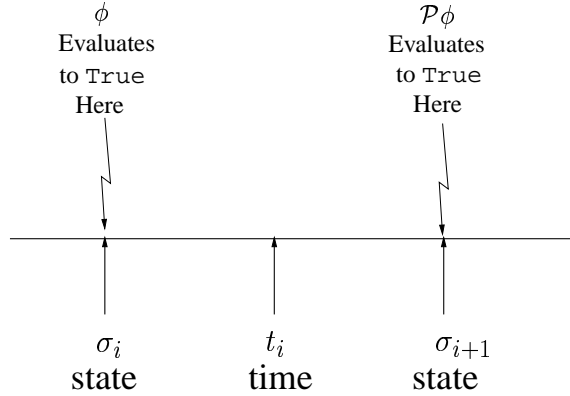 ϕ
Evaluates
to True
Here
𝒫ϕ
Evaluates
to True
Here
σ_i
state
t_i
time
σ_{i+1}
state